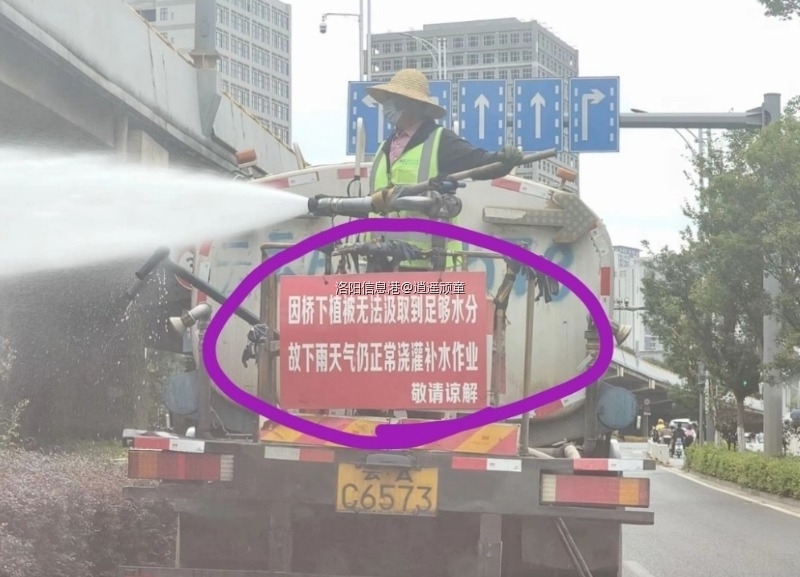 洛阳信息港@逍遥顽童
因桥下植被无法汲取到足够水分
故下雨天气仍正常浇灌补水作业
敬请谅解
C6573